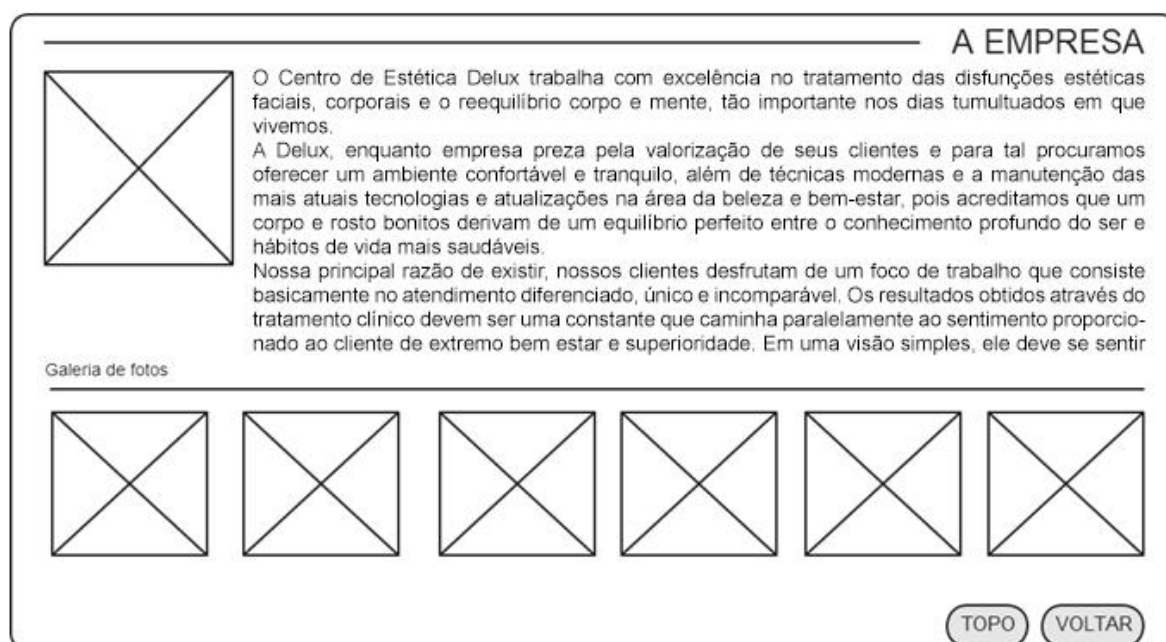 A EMPRESA
O Centro de Estética Delux trabalha com excelência no tratamento das disfunções estéticas
faciais, corporais e o reequilíbrio corpo e mente, tão importante nos dias tumultuados em que
vivemos.
A Delux, enquanto empresa preza pela valorização de seus clientes e para tal procuramos
oferecer um ambiente confortável e tranquilo, além de técnicas modernas e a manutenção das
mais atuais tecnologias e atualizações na área da beleza e bem-estar, pois acreditamos que um
corpo e rosto bonitos derivam de um equilíbrio perfeito entre o conhecimento profundo do ser e
hábitos de vida mais saudáveis.
Nossa principal razão de existir, nossos clientes desfrutam de um foco de trabalho que consiste
basicamente no atendimento diferenciado, único e incomparável. Os resultados obtidos através do
tratamento clínico devem ser uma constante que caminha paralelamente ao sentimento proporcio-
nado ao cliente de extremo bem estar e superioridade. Em uma visão simples, ele deve se sentir
Galeria de fotos
TOPO
VOLTAR